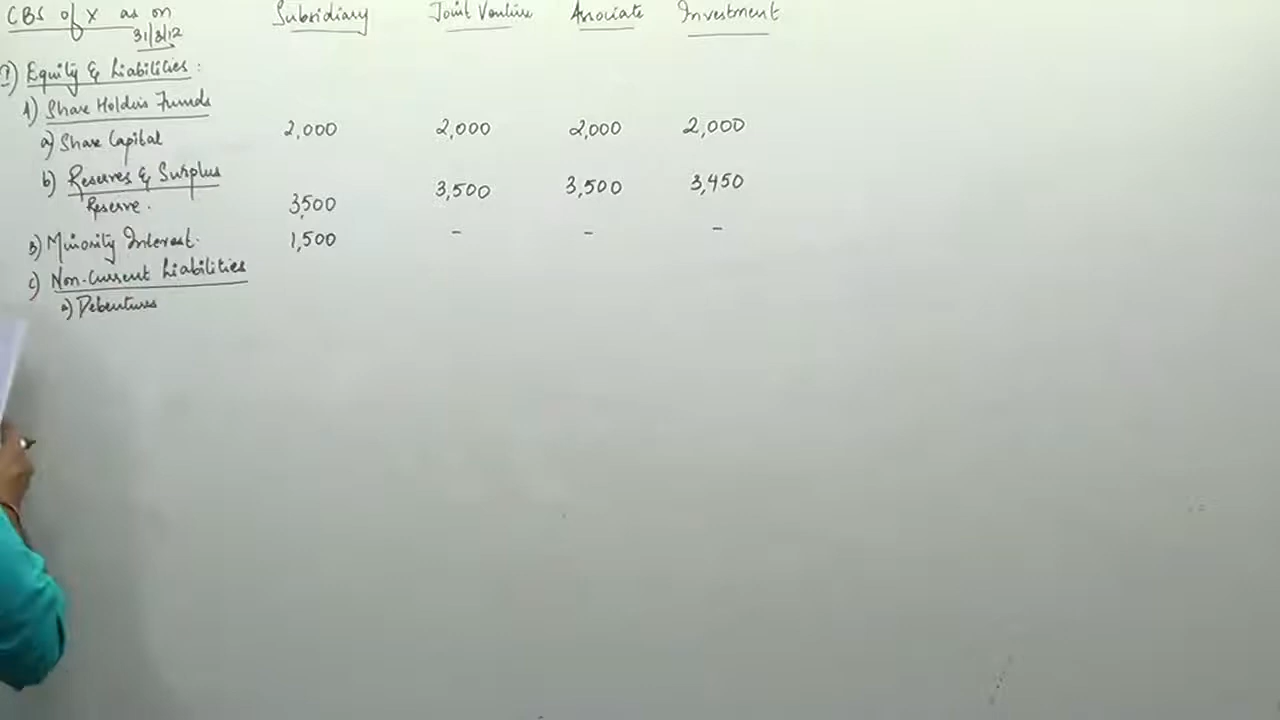 CBS of X as on Subsidiary Joint Venture Associate Investment
31/3/12
?) Equity & Liabilities :
1) Share Holders Funds
a) Share Capital 2,000 2,000 2,000 2,000
b) Reserves & Surplus
Reserve. 3,500 3,500 3,500 3,450
B) Minority Interest. 1,500 - - -
c) Non-Current Liabilities
a) Debentures